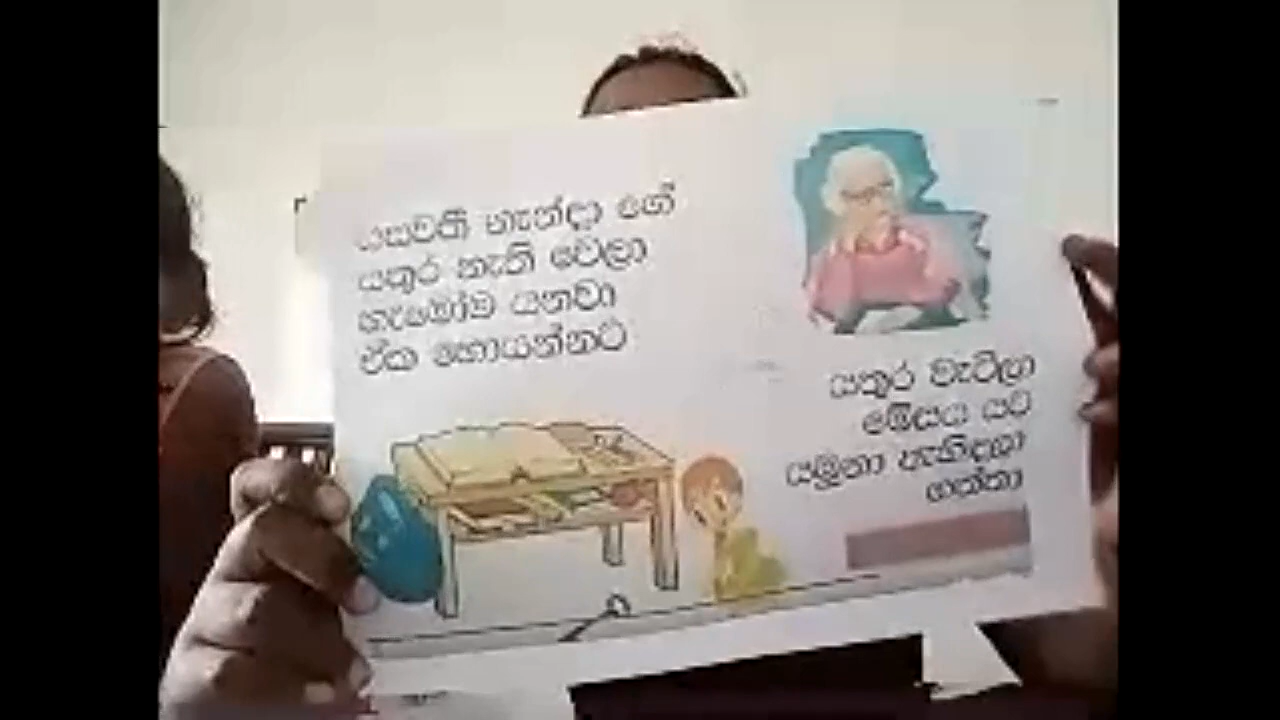 යසවතී නැන්දා ගේ
යතුර නැති වෙලා
හැමෝම යනවා
ඒක හොයන්නට
යතුර වැටිලා
මේසය යට
යමුනා ඇහිඳලා
ගත්තා